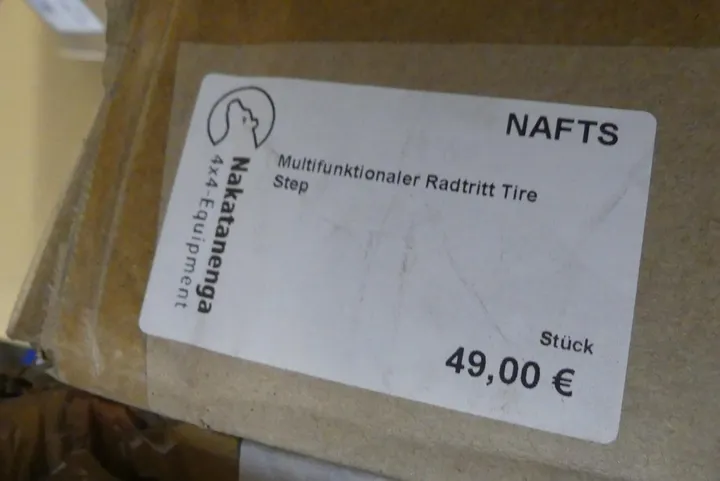 NAFTS
Nakatanenga
4x4-Equipment
Multifunktionaler Radtritt Tire
Step
Stück
49,00 €